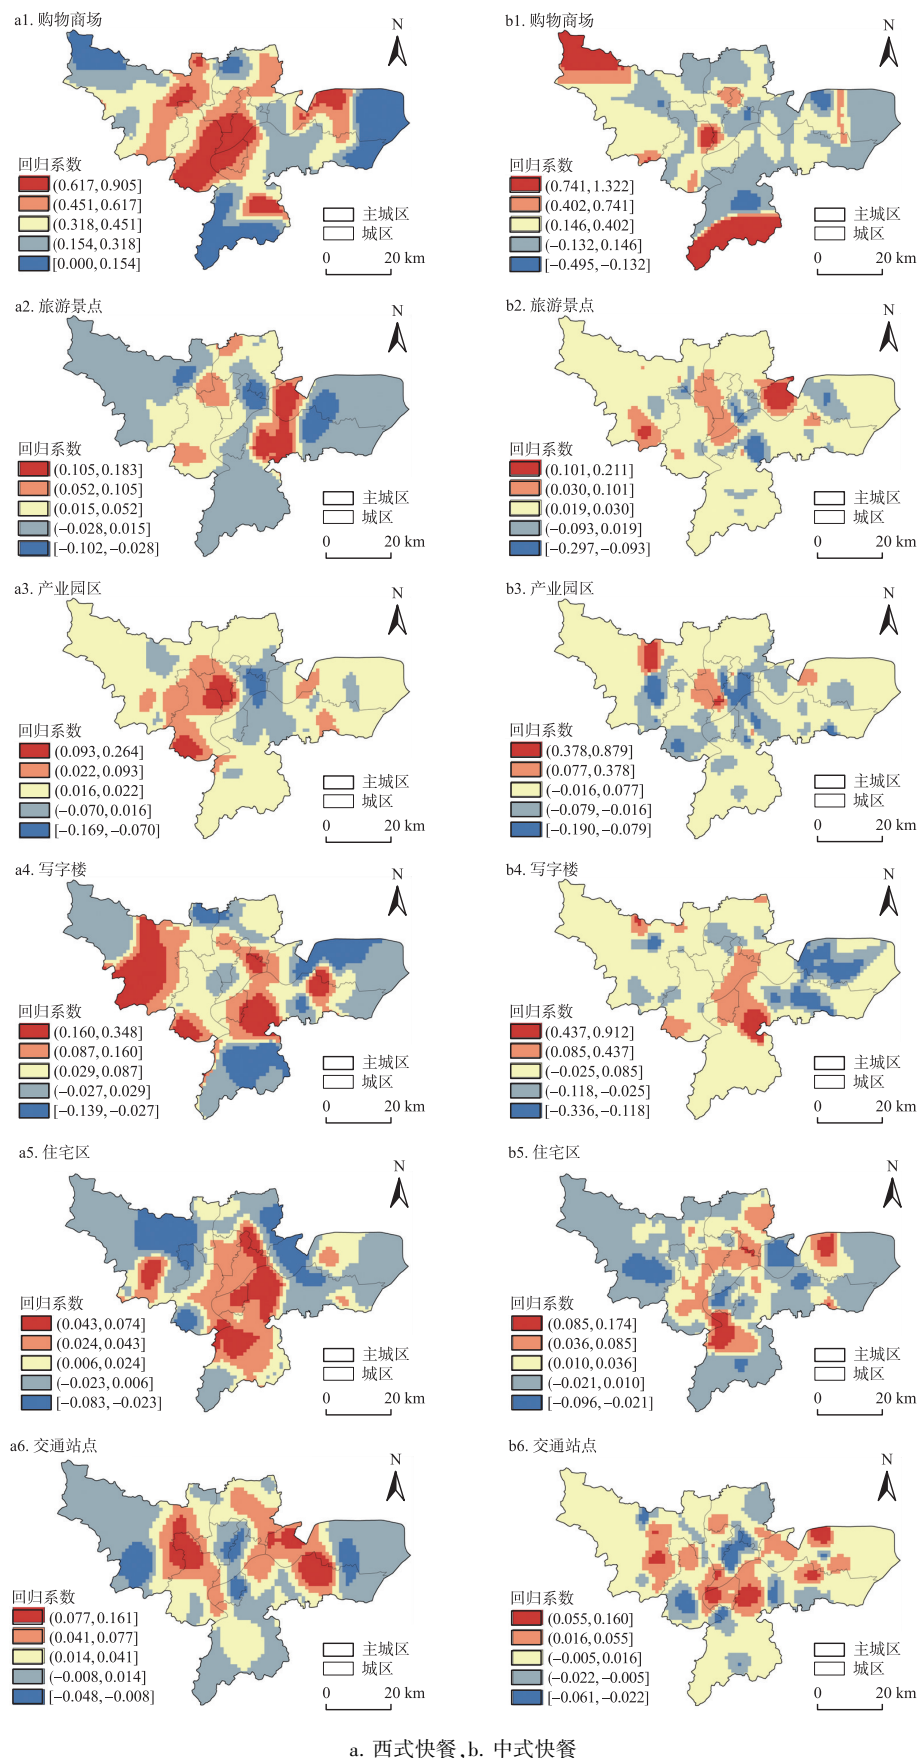 a1. 购物商场
N
回归系数
(0.617, 0.905]
(0.451, 0.617]
(0.318, 0.451]
(0.154, 0.318]
[0.000, 0.154]
主城区
城区
0 20 km
b1. 购物商场
N
回归系数
(0.741, 1.322]
(0.402, 0.741]
(0.146, 0.402]
(−0.132, 0.146]
[−0.495, −0.132]
主城区
城区
0 20 km
a2. 旅游景点
N
回归系数
(0.105, 0.183]
(0.052, 0.105]
(0.015, 0.052]
(−0.028, 0.015]
[−0.102, −0.028]
主城区
城区
0 20 km
b2. 旅游景点
N
回归系数
(0.101, 0.211]
(0.030, 0.101]
(0.019, 0.030]
(−0.093, 0.019]
[−0.297, −0.093]
主城区
城区
0 20 km
a3. 产业园区
N
回归系数
(0.093, 0.264]
(0.022, 0.093]
(0.016, 0.022]
(−0.070, 0.016]
[−0.169, −0.070]
主城区
城区
0 20 km
b3. 产业园区
N
回归系数
(0.378, 0.879]
(0.077, 0.378]
(−0.016, 0.077]
(−0.079, −0.016]
[−0.190, −0.079]
主城区
城区
0 20 km
a4. 写字楼
N
回归系数
(0.160, 0.348]
(0.087, 0.160]
(0.029, 0.087]
(−0.027, 0.029]
[−0.139, −0.027]
主城区
城区
0 20 km
b4. 写字楼
N
回归系数
(0.437, 0.912]
(0.085, 0.437]
(−0.025, 0.085]
(−0.118, −0.025]
[−0.336, −0.118]
主城区
城区
0 20 km
a5. 住宅区
N
回归系数
(0.043, 0.074]
(0.024, 0.043]
(0.006, 0.024]
(−0.023, 0.006]
[−0.083, −0.023]
主城区
城区
0 20 km
b5. 住宅区
N
回归系数
(0.085, 0.174]
(0.036, 0.085]
(0.010, 0.036]
(−0.021, 0.010]
[−0.096, −0.021]
主城区
城区
0 20 km
a6. 交通站点
N
回归系数
(0.077, 0.161]
(0.041, 0.077]
(0.014, 0.041]
(−0.008, 0.014]
[−0.048, −0.008]
主城区
城区
0 20 km
b6. 交通站点
N
回归系数
(0.055, 0.160]
(0.016, 0.055]
(−0.005, 0.016]
(−0.022, −0.005]
[−0.061, −0.022]
主城区
城区
0 20 km
a. 西式快餐, b. 中式快餐